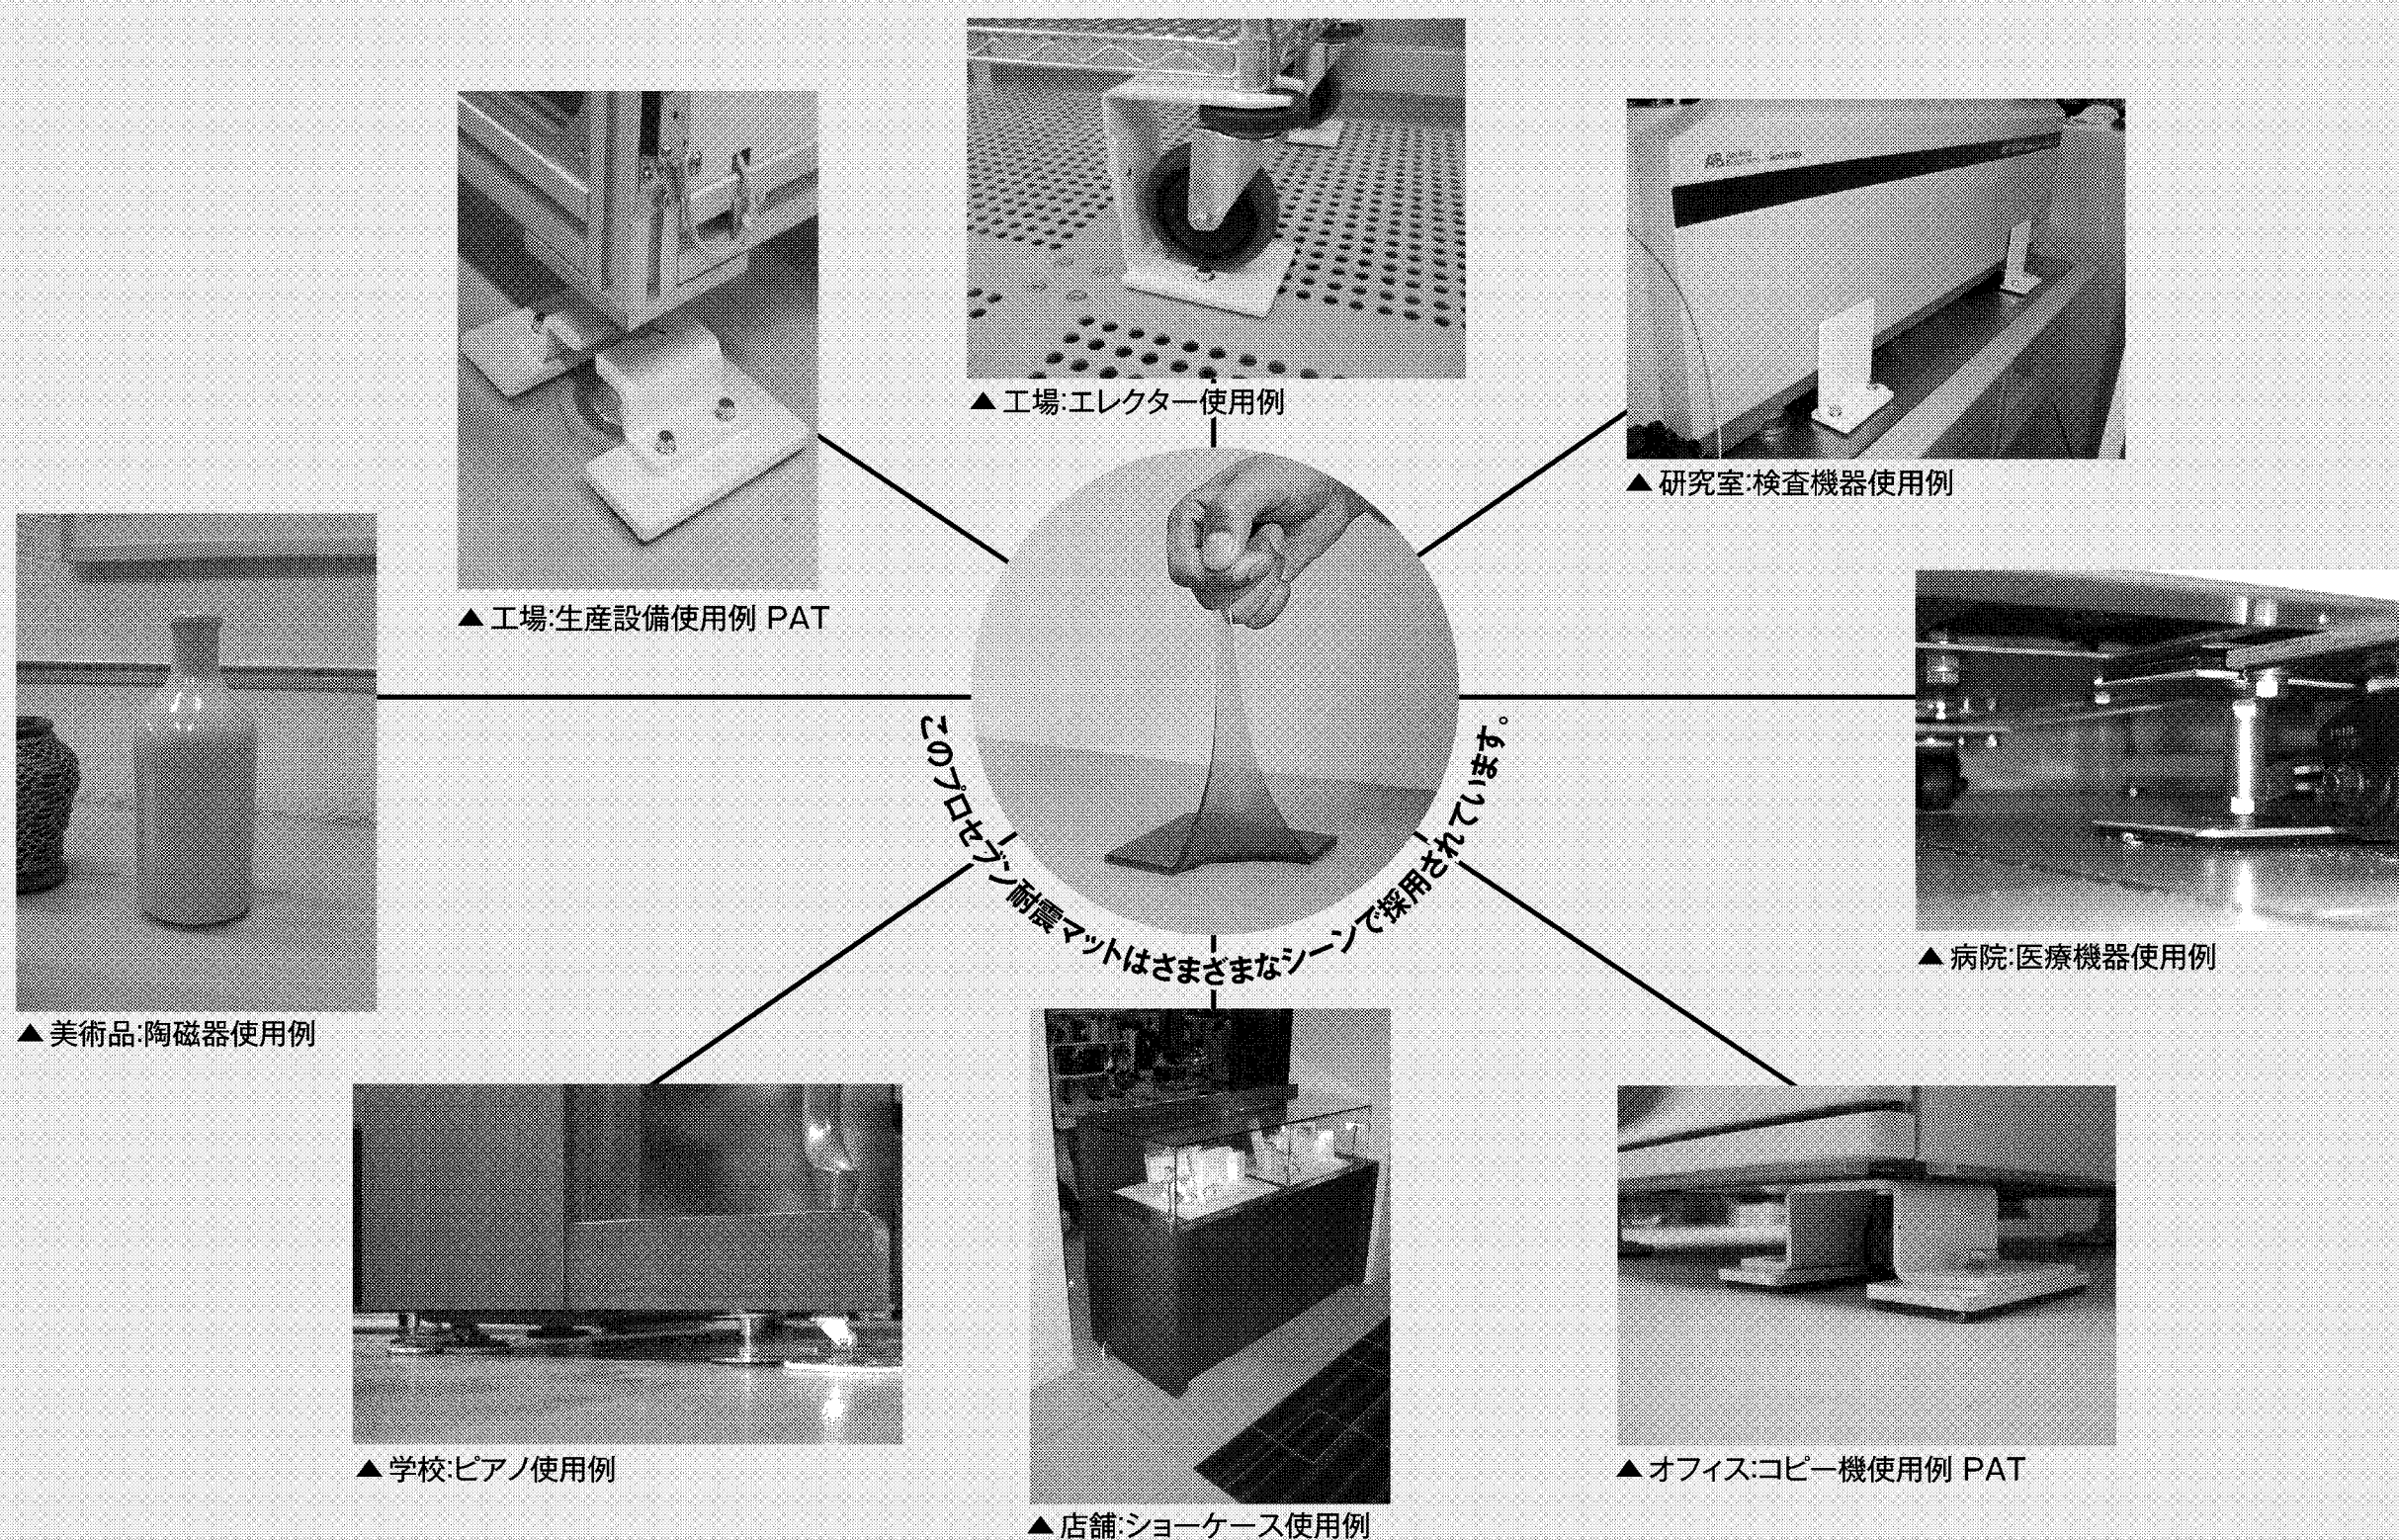 ▲ 工場:エレクター使用例
▲ 工場:生産設備使用例 PAT
▲ 研究室:検査機器使用例
▲ 美術品:陶磁器使用例
▲ 病院:医療機器使用例
このプロセブン耐震マットはさまざまなシーンで採用されています。
▲ 学校:ピアノ使用例
▲ 店舗:ショーケース使用例
▲ オフィス:コピー機使用例 PAT